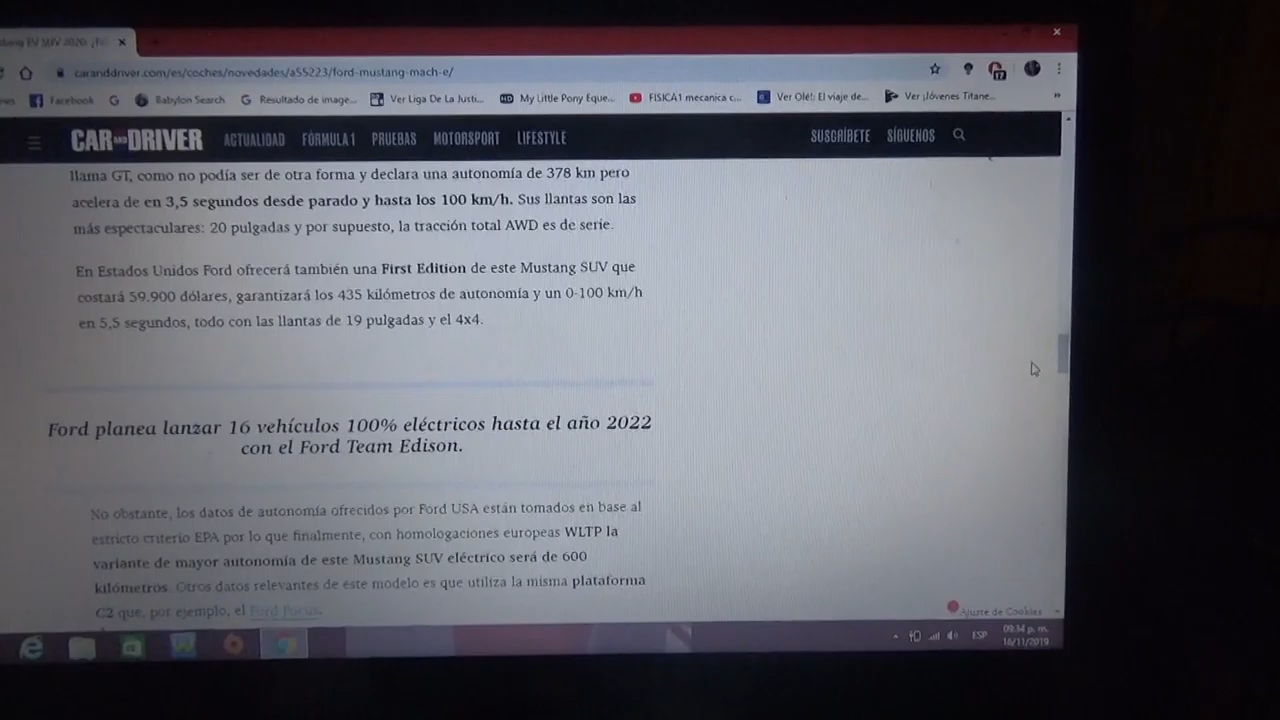 caranddriver.com/es/coches/novedades/a55223/ford-mustang-mach-e/
Facebook
Babylon Search
Resultado de image...
Ver Liga De La Justi...
My Little Pony Eque...
FISICA1 mecanica c...
Ver Olé!: El viaje de...
Ver ¡Jóvenes Titane...
»
CAR AND DRIVER ACTUALIDAD FÓRMULA 1 PRUEBAS MOTORSPORT LIFESTYLE SUSCRÍBETE SÍGUENOS
llama GT, como no podía ser de otra forma y declara una autonomía de 378 km pero
acelera de en 3,5 segundos desde parado y hasta los 100 km/h. Sus llantas son las
más espectaculares: 20 pulgadas y por supuesto, la tracción total AWD es de serie.
En Estados Unidos Ford ofrecerá también una First Edition de este Mustang SUV que
costará 59.900 dólares, garantizará los 435 kilómetros de autonomía y un 0-100 km/h
en 5,5 segundos, todo con las llantas de 19 pulgadas y el 4x4.
Ford planea lanzar 16 vehículos 100% eléctricos hasta el año 2022
con el Ford Team Edison.
No obstante, los datos de autonomía ofrecidos por Ford USA están tomados en base al
estricto criterio EPA por lo que finalmente, con homologaciones europeas WLTP la
variante de mayor autonomía de este Mustang SUV eléctrico será de 600
kilómetros. Otros datos relevantes de este modelo es que utiliza la misma plataforma
C2 que, por ejemplo, el Ford Focus.
Ajuste de Cookies
ESP
09:34 p. m.
16/11/2019